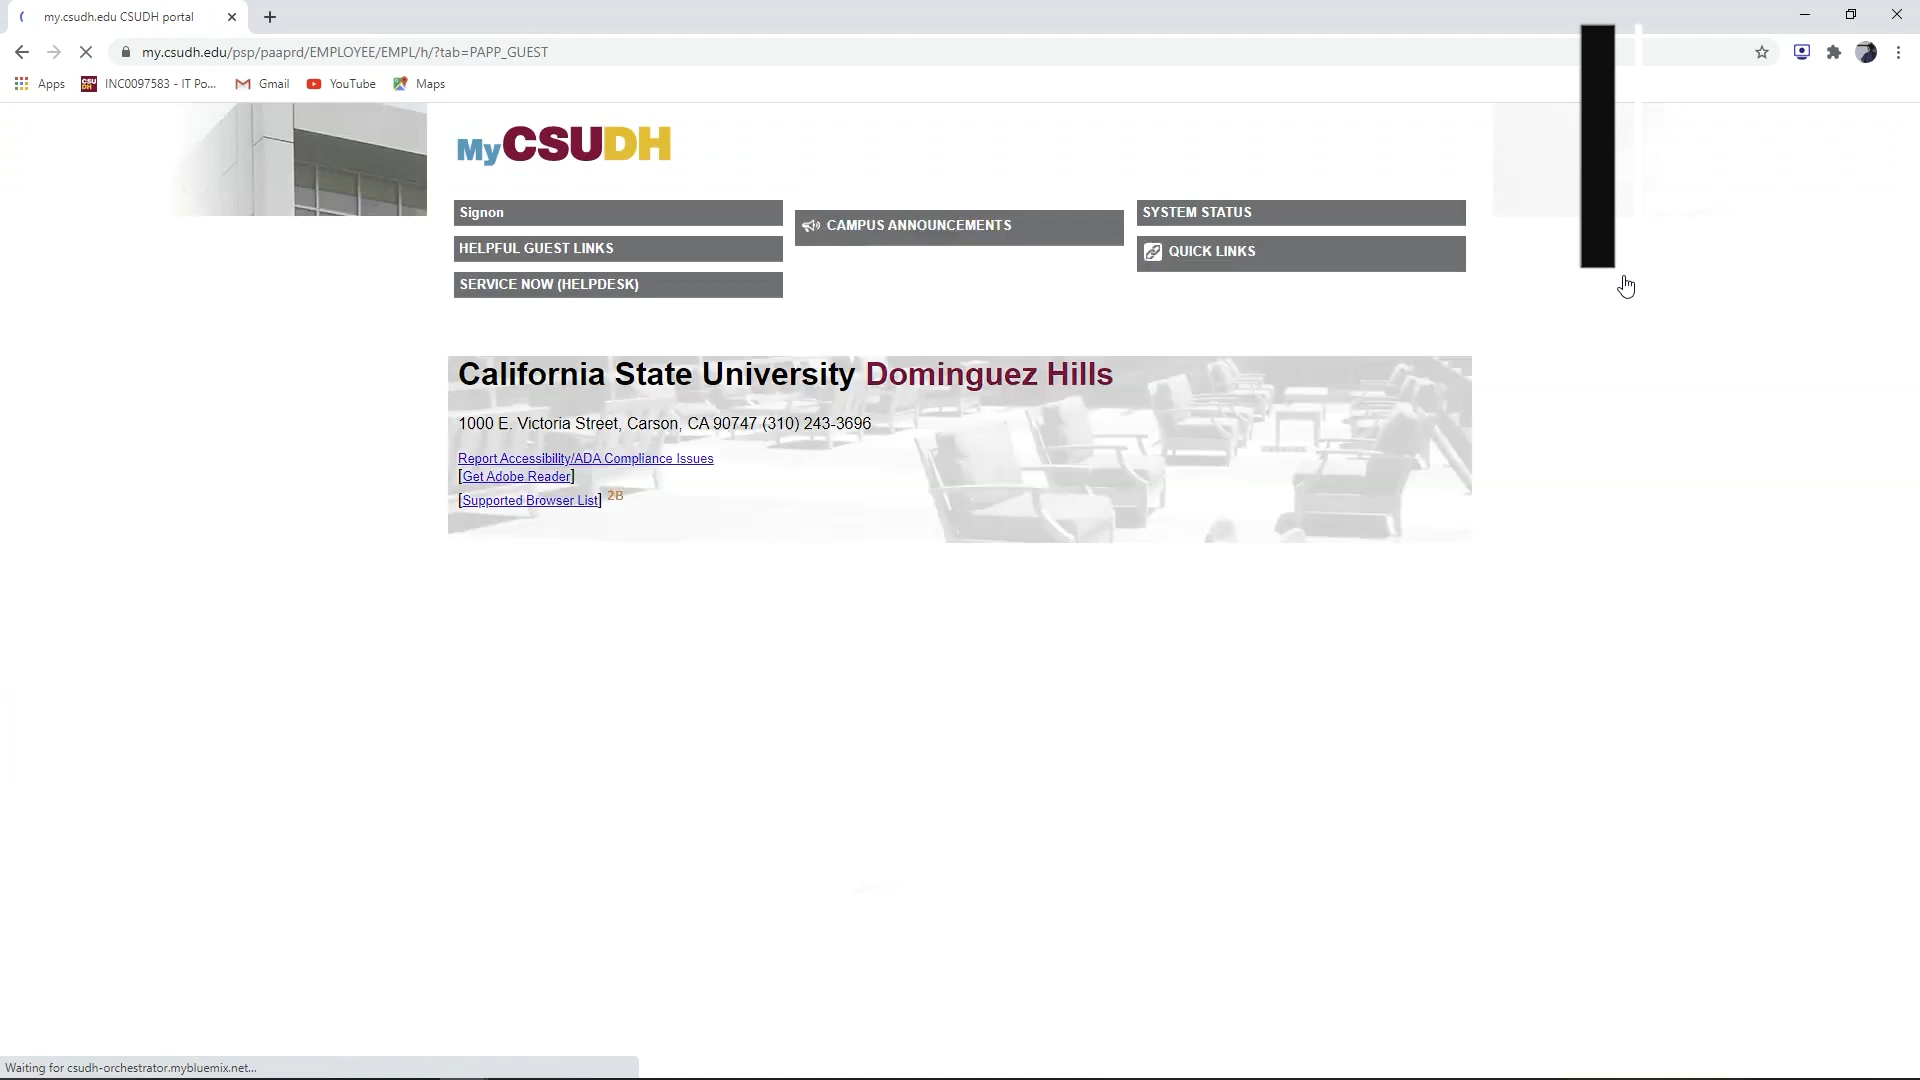 my.csudh.edu CSUDH portal
my.csudh.edu/psp/paaprd/EMPLOYEE/EMPL/h/?tab=PAPP_GUEST
Apps
INC0097583 - IT Po...
Gmail
YouTube
Maps
MyCSUDH
Signon
HELPFUL GUEST LINKS
SERVICE NOW (HELPDESK)
CAMPUS ANNOUNCEMENTS
SYSTEM STATUS
QUICK LINKS
California State University Dominguez Hills
1000 E. Victoria Street, Carson, CA 90747 (310) 243-3696
Report Accessibility/ADA Compliance Issues
[Get Adobe Reader]
[Supported Browser List] 2B
Waiting for csudh-orchestrator.mybluemix.net...